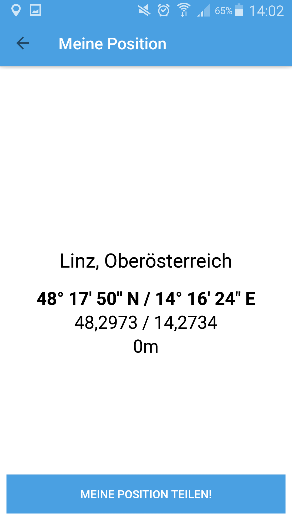 65% 14:02
Meine Position
Linz, Oberösterreich
48° 17' 50" N / 14° 16' 24" E
48,2973 / 14,2734
0m
MEINE POSITION TEILEN!